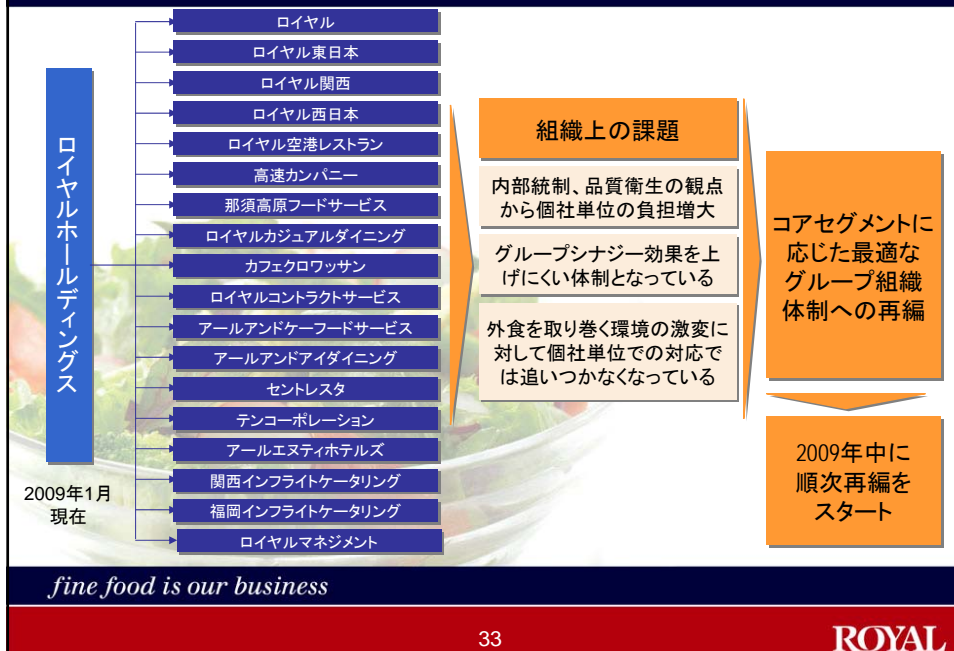 ロイヤルホールディングス
2009年1月
現在
ロイヤル
ロイヤル東日本
ロイヤル関西
ロイヤル西日本
ロイヤル空港レストラン
高速カンパニー
那須高原フードサービス
ロイヤルカジュアルダイニング
カフェクロワッサン
ロイヤルコントラクトサービス
アールアンドケーフードサービス
アールアンドアイダイニング
セントレスタ
テンコーポレーション
アールエヌティホテルズ
関西インフライトケータリング
福岡インフライトケータリング
ロイヤルマネジメント
組織上の課題
内部統制、品質衛生の観点
から個社単位の負担増大
グループシナジー効果を上
げにくい体制となっている
外食を取り巻く環境の激変に
対して個社単位での対応で
は追いつかなくなっている
コアセグメントに
応じた最適な
グループ組織
体制への再編
2009年中に
順次再編を
スタート
fine food is our business
33
ROYAL